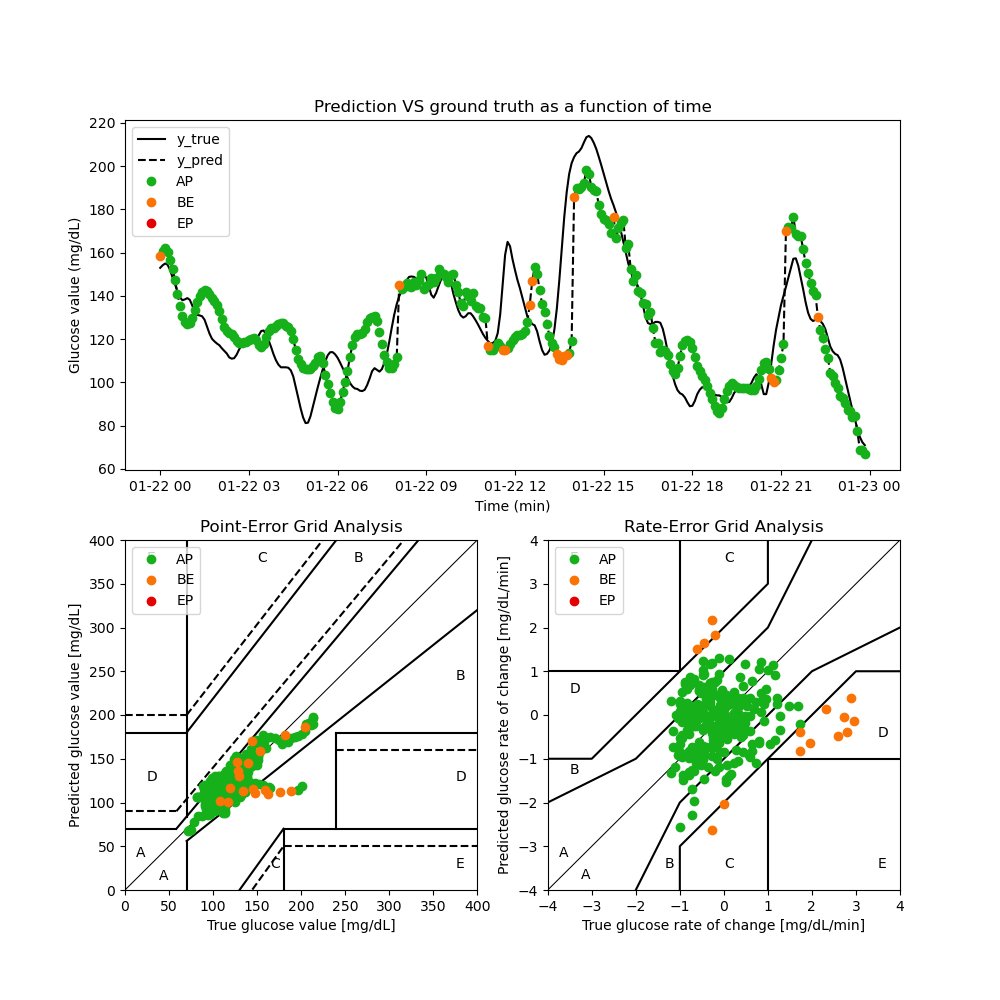 Prediction VS ground truth as a function of time
Glucose value (mg/dL)
220
200
180
160
140
120
100
80
60
y_true
y_pred
AP
BE
EP
01-22 00 01-22 03 01-22 06 01-22 09 01-22 12 01-22 15 01-22 18 01-22 21 01-23 00
Time (min)
Point-Error Grid Analysis
Predicted glucose value [mg/dL]
400
350
300
250
200
150
100
50
0
AP
BE
EP
C B
B
D D
A
A C E
0 50 100 150 200 250 300 350 400
True glucose value [mg/dL]
Rate-Error Grid Analysis
Predicted glucose rate of change [mg/dL/min]
4
3
2
1
0
−1
−2
−3
−4
AP
BE
EP
C
D
D
B
A
A B C E
−4 −3 −2 −1 0 1 2 3 4
True glucose rate of change [mg/dL/min]